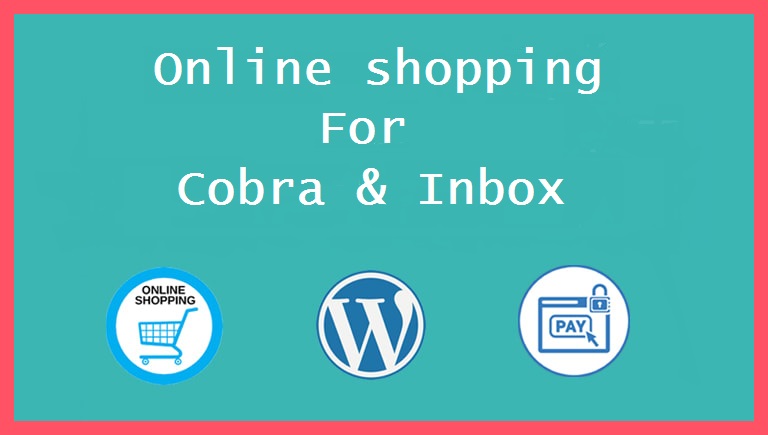 Online shopping
For
Cobra & Inbox
ONLINE
SHOPPING
W
PAY